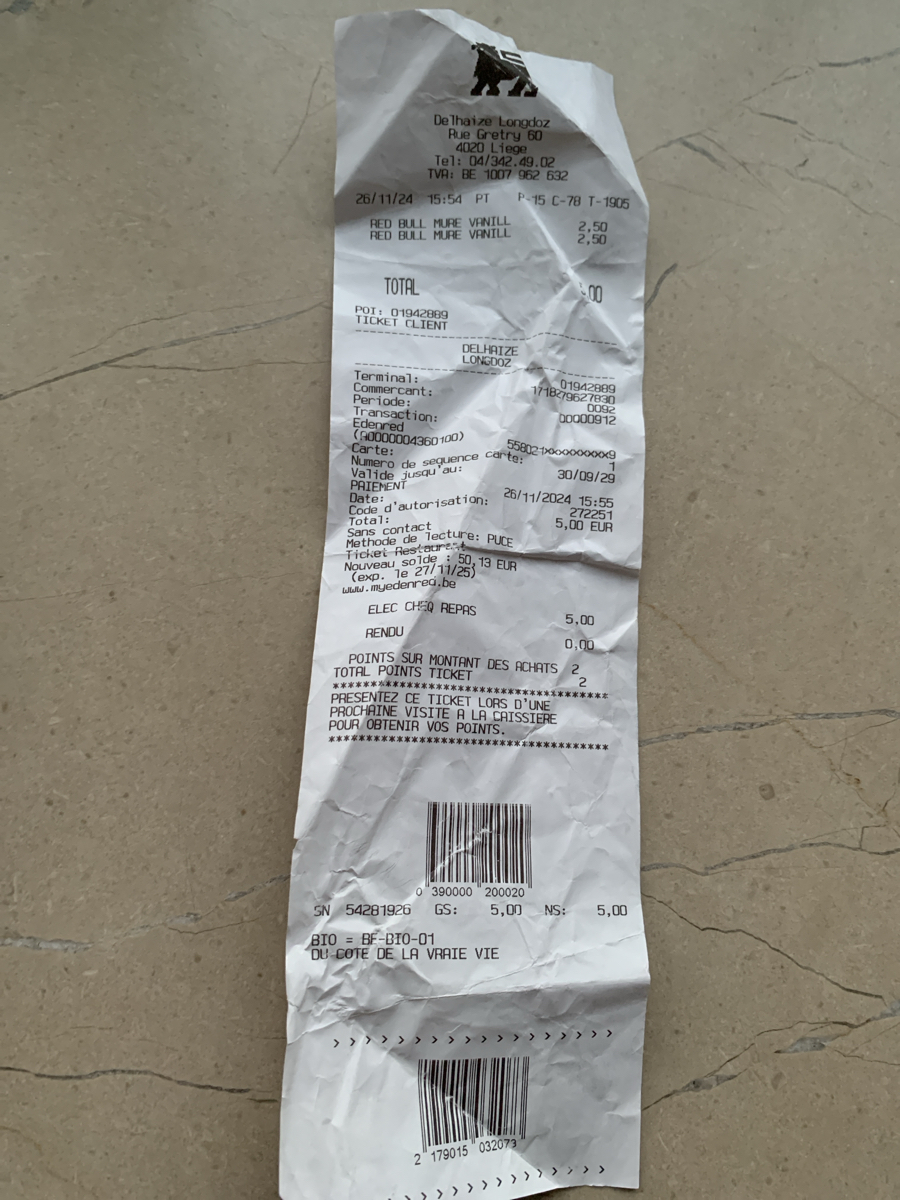 Delhaize Longdoz
Rue Gretry 60
4020 Liege
Tel: 04/342.49.02
TVA: BE 1007 962 632
26/11/24 15:54 PT P-15 C-78 T-1905
RED BULL MURE VANILL 2,50
RED BULL MURE VANILL 2,50
TOTAL ,00
POI: 01942889
TICKET CLIENT
DELHAIZE
LONGDOZ
Terminal: 01942889
Commercant: 1718279627830
Periode: 0092
Transaction: 00000912
Edenred
(A0000004360100)
Carte: 558021xxxxxxxxx9
Numero de sequence carte: 1
Valide jusqu'au: 30/09/29
PAIEMENT
Date: 26/11/2024 15:55
Code d'autorisation: 272251
Total: 5,00 EUR
Sans contact
Methode de lecture: PUCE
Ticket Restaurant
Nouveau solde : 50,13 EUR
(exp. le 27/11/25)
www.myedenred.be
ELEC CHEQ REPAS 5,00
RENDU 0,00
POINTS SUR MONTANT DES ACHATS 2
TOTAL POINTS TICKET 2
************************************
PRESENTEZ CE TICKET LORS D'UNE
PROCHAINE VISITE A LA CAISSIERE
POUR OBTENIR VOS POINTS.
************************************
0 390000 200020
SN 54281926 GS: 5,00 NS: 5,00
BIO = BE-BIO-01
DU COTE DE LA VRAIE VIE
> > > > > > > > > > > > > > > > > >
2 179015 032073
> > > > > > > > > > > > > > > > > >